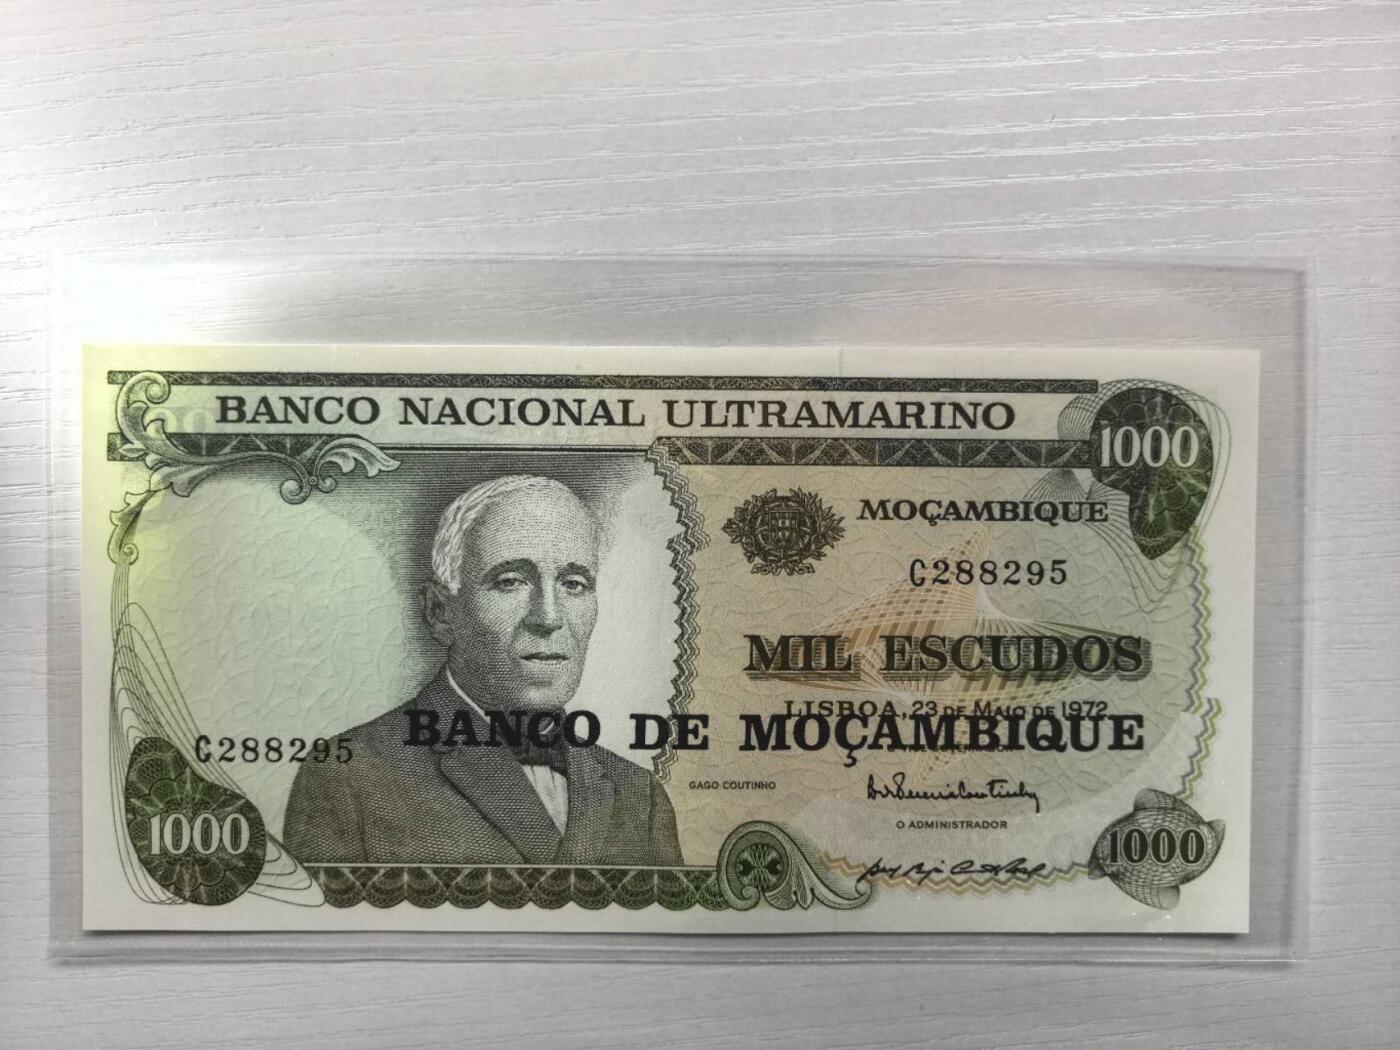 BANCO NACIONAL ULTRAMARINO
1000
MOÇAMBIQUE
C288295
MIL ESCUDOS
LISBOA, 23 DE MAIO DE 1972
BANCO DE MOÇAMBIQUE
C288295
GAGO COUTINHO
O ADMINISTRADOR
1000
1000